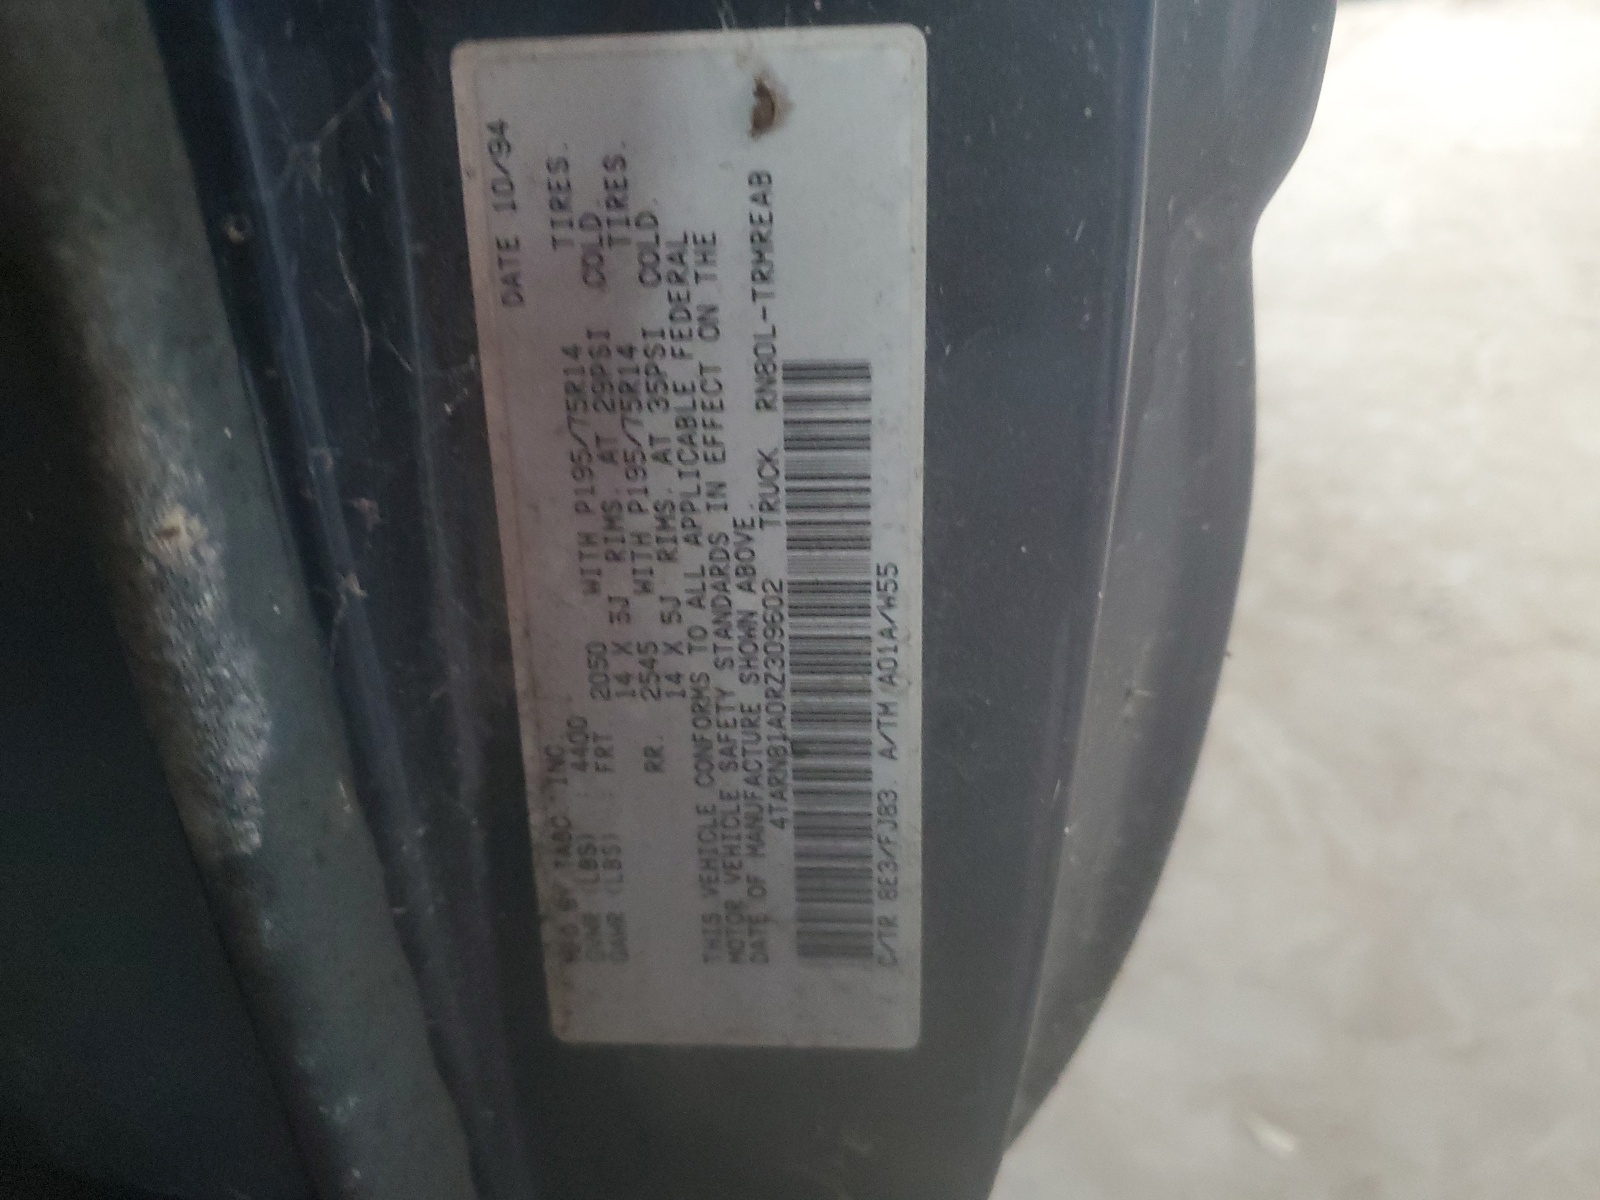 DATE 10/94
MFD BY TABC INC.
GVWR (LBS) 4400
GAWR (LBS) FRT 2050 WITH P195/75R14 TIRES.
14 X 5J RIMS. AT 29PSI COLD.
RR. 2545 WITH P195/75R14 TIRES.
14 X 5J RIMS. AT 35PSI COLD.
THIS VEHICLE CONFORMS TO ALL APPLICABLE FEDERAL
MOTOR VEHICLE SAFETY STANDARDS IN EFFECT ON THE
DATE OF MANUFACTURE SHOWN ABOVE.
4TARN81A0RZ309602 TRUCK RN80L-TRMREAB
C/TR 8E3/FJ83 A/TM A01A/W55